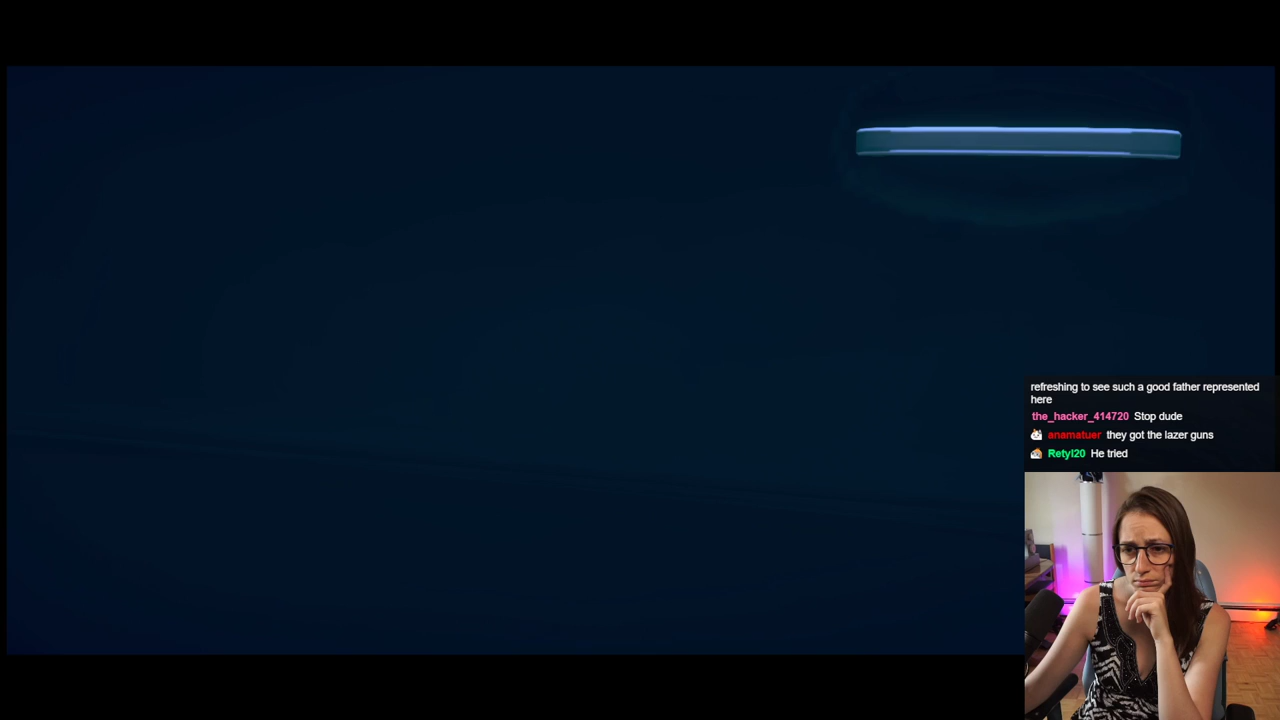 refreshing to see such a good father represented
here
the_hacker_414720 Stop dude
anamatuer they got the lazer guns
Retyl20 He tried